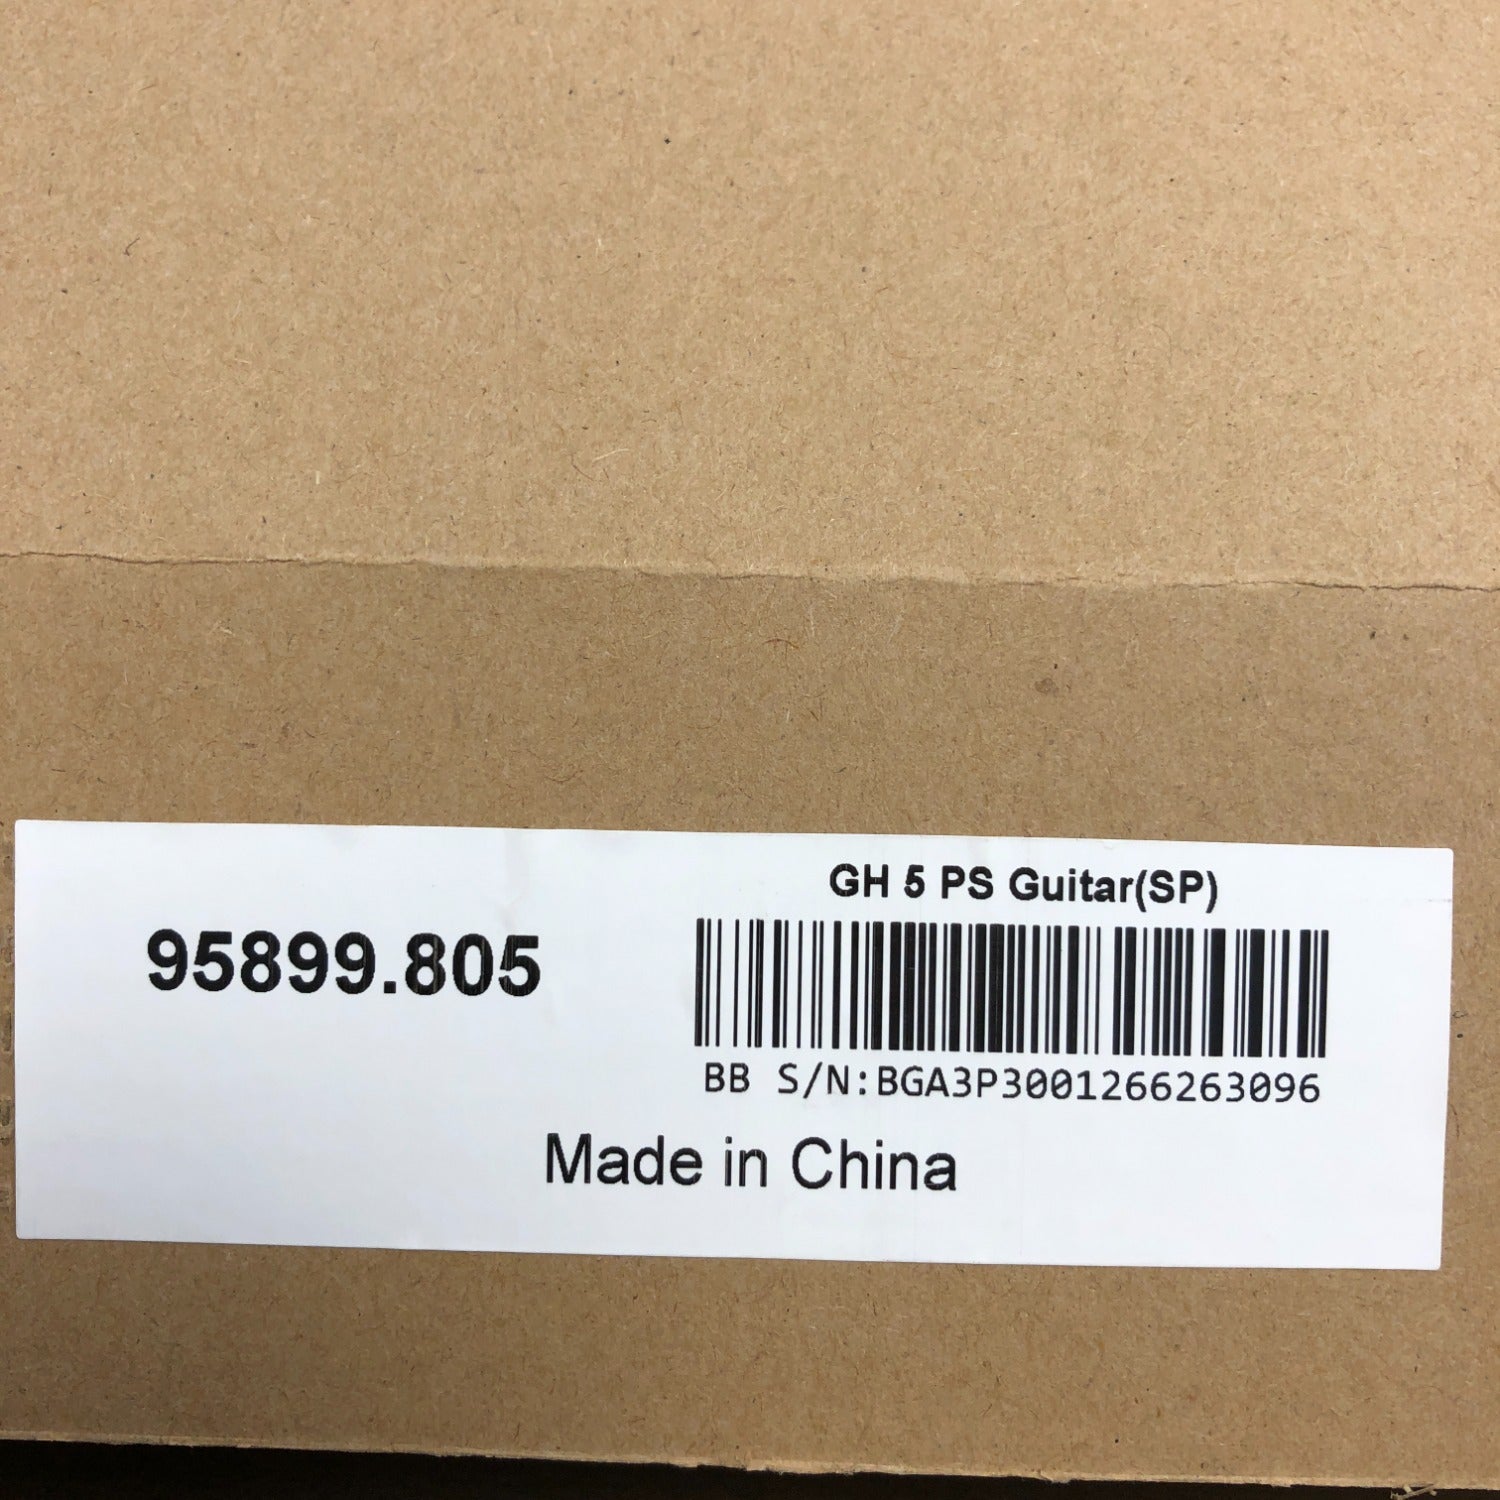 GH 5 PS Guitar(SP)
95899.805
BB S/N:BGA3P3001266263096
Made in China